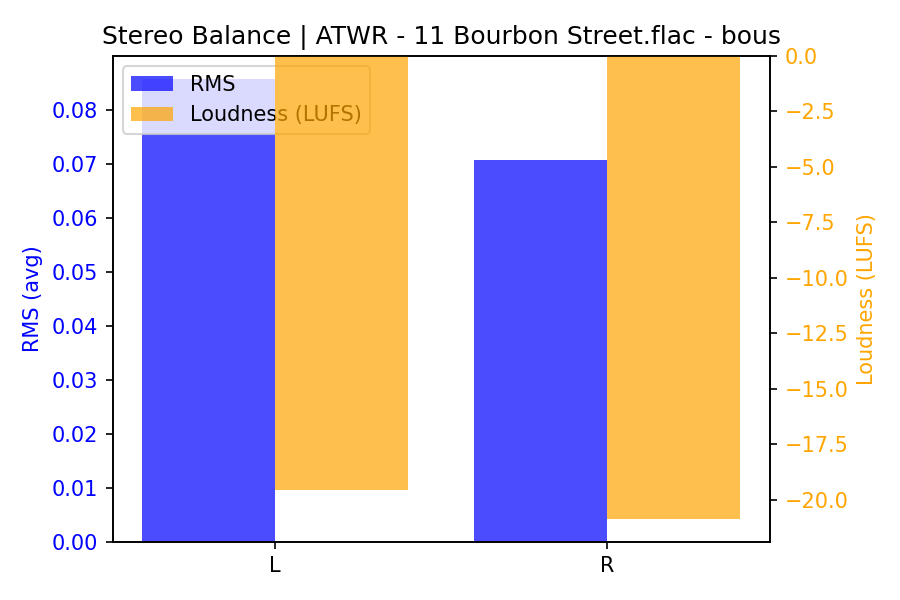 Stereo Balance | ATWR - 11 Bourbon Street.flac - bous
RMS
Loudness (LUFS)
RMS (avg)
0.08
0.07
0.06
0.05
0.04
0.03
0.02
0.01
0.00
0.0
−2.5
−5.0
−7.5
−10.0
−12.5
−15.0
−17.5
−20.0
Loudness (LUFS)
L
R